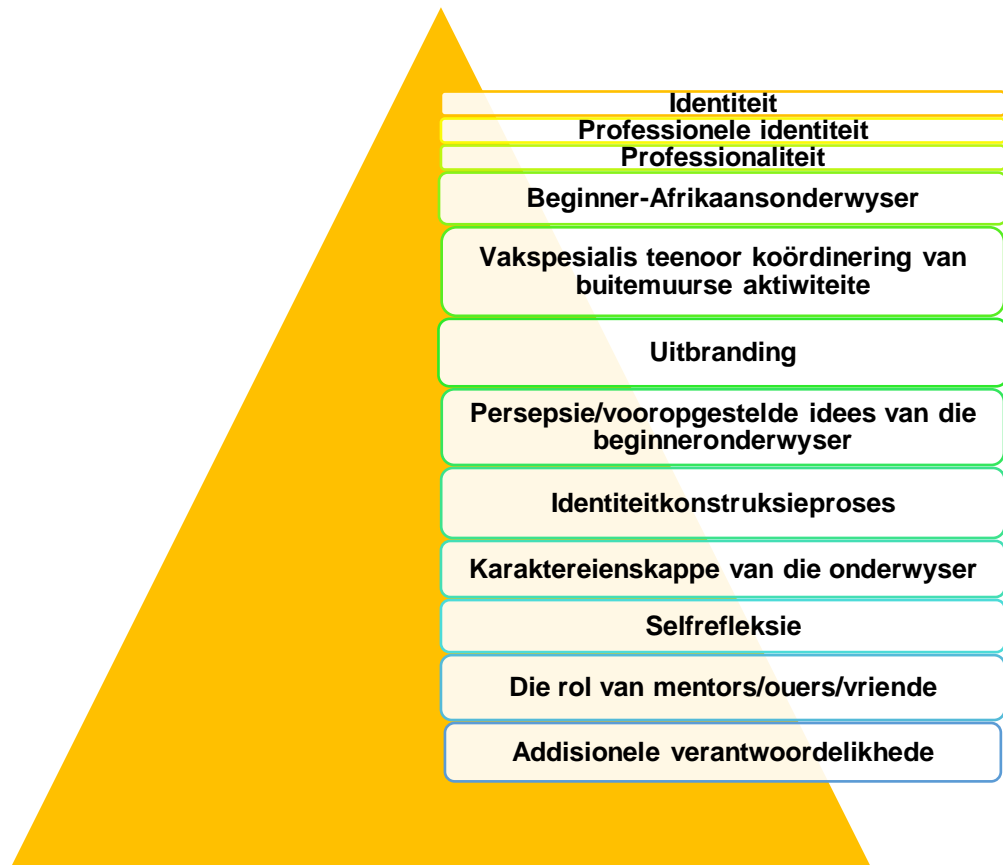 Identiteit
Professionele identiteit
Professionaliteit
Beginner-Afrikaansonderwyser
Vakspesialis teenoor koördinering van
buitemuurse aktiwiteite
Uitbranding
Persepsie/vooropgestelde idees van die
beginneronderwyser
Identiteitkonstruksieproses
Karaktereienskappe van die onderwyser
Selfrefleksie
Die rol van mentors/ouers/vriende
Addisionele verantwoordelikhede